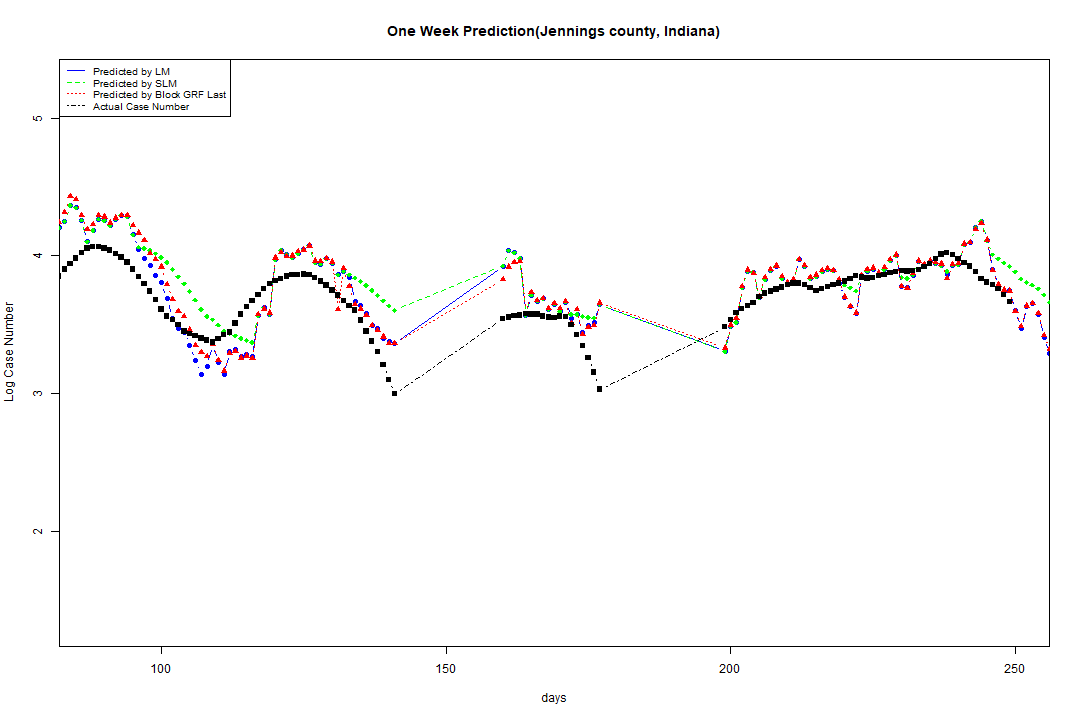 One Week Prediction(Jennings county, Indiana)
Predicted by LM
Predicted by SLM
Predicted by Block GRF Last
Actual Case Number
5
4
3
2
Log Case Number
100
150
200
250
days